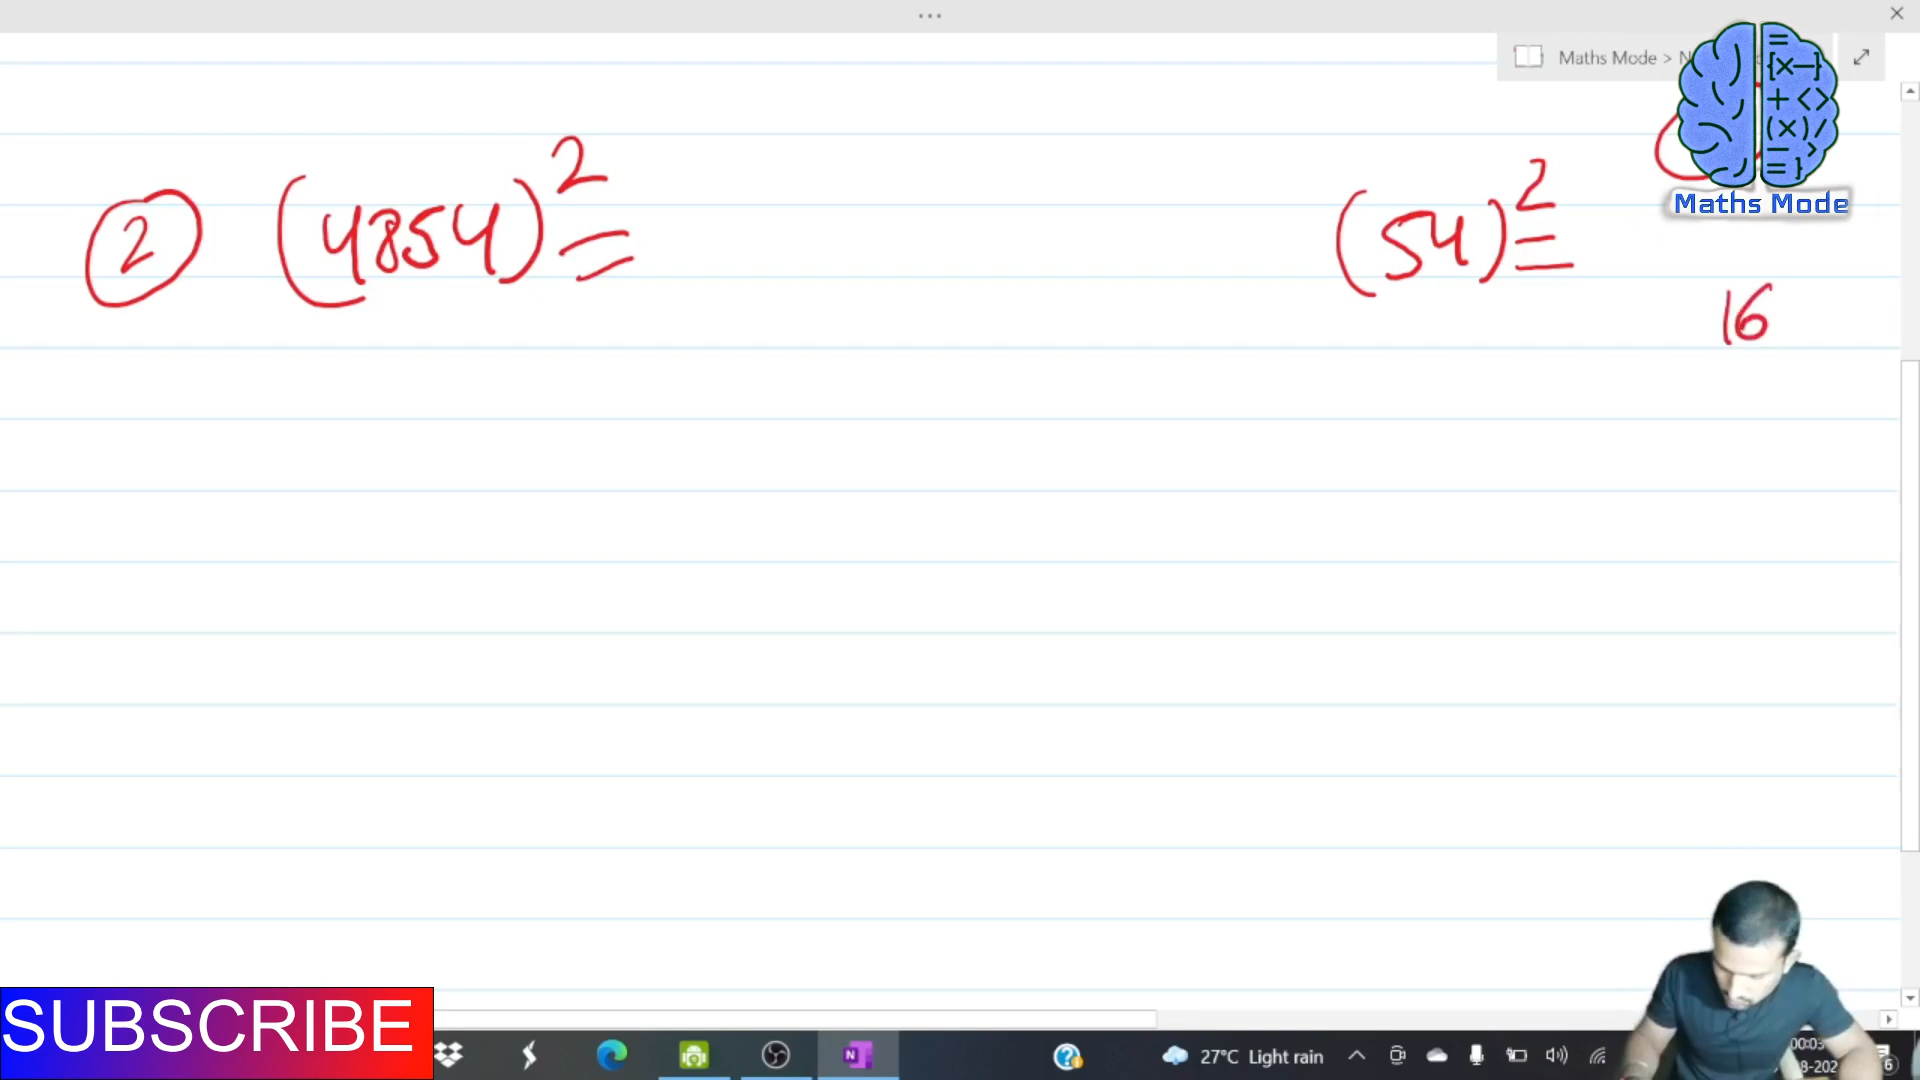 Maths Mode > N
Maths Mode
② (4854)² =
(54)² =
16
SUBSCRIBE
27°C Light rain